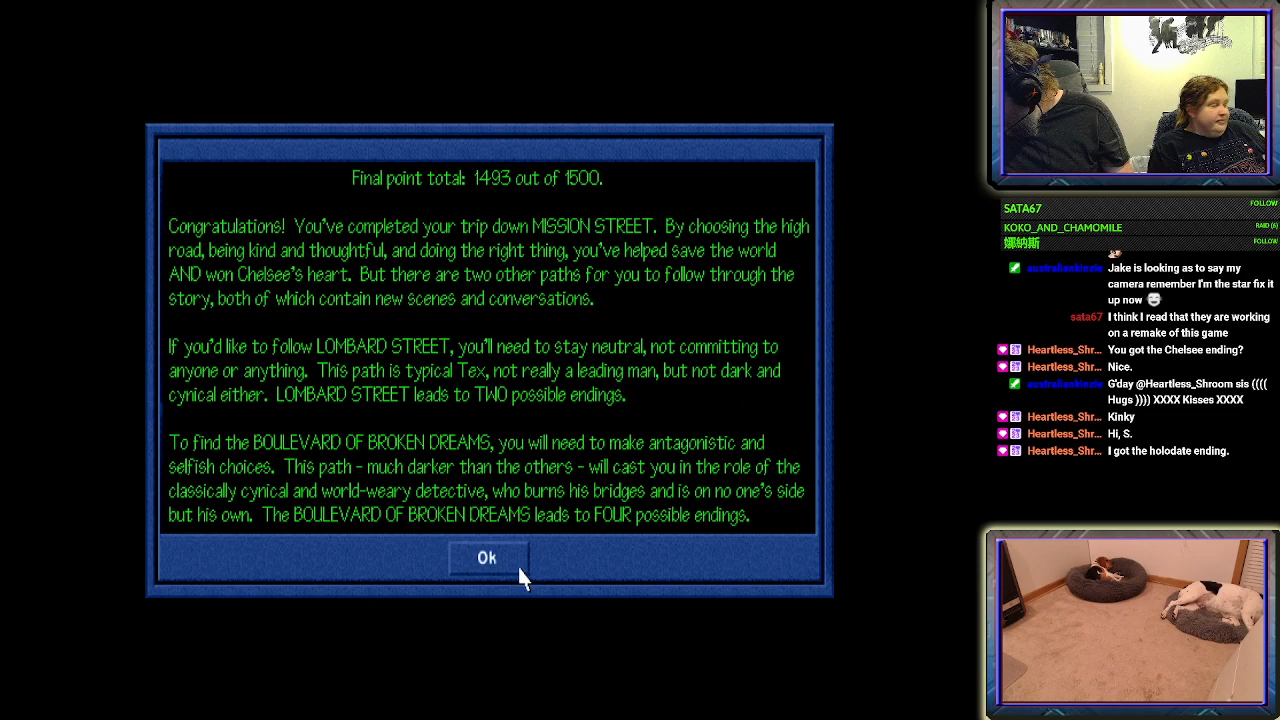 Final point total: 1493 out of 1500.
Congratulations! You've completed your trip down MISSION STREET. By choosing the high
road, being kind and thoughtful, and doing the right thing, you've helped save the world
AND won Chelsee's heart. But there are two other paths for you to follow through the
story, both of which contain new scenes and conversations.
If you'd like to follow LOMBARD STREET, you'll need to stay neutral, not committing to
anyone or anything. This path is typical Tex, not really a leading man, but not dark and
cynical either. LOMBARD STREET leads to TWO possible endings.
To find the BOULEVARD OF BROKEN DREAMS, you will need to make antagonistic and
selfish choices. This path - much darker than the others - will cast you in the role of the
classically cynical and world-weary detective, who burns his bridges and is on no one's side
but his own. The BOULEVARD OF BROKEN DREAMS leads to FOUR possible endings.
Ok
SATA67 FOLLOW
KOKO_AND_CHAMOMILE RAID (6)
娜納斯 FOLLOW
australiankinzie Jake is looking as to say my
camera remember I'm the star fix it
up now
sata67 I think I read that they are working
on a remake of this game
Heartless_Shr... You got the Chelsee ending?
Heartless_Shr... Nice.
australiankinzie G'day @Heartless_Shroom sis ((((
Hugs )))) XXXX Kisses XXXX
Heartless_Shr... Kinky
Heartless_Shr... Hi, S.
Heartless_Shr... I got the holodate ending.